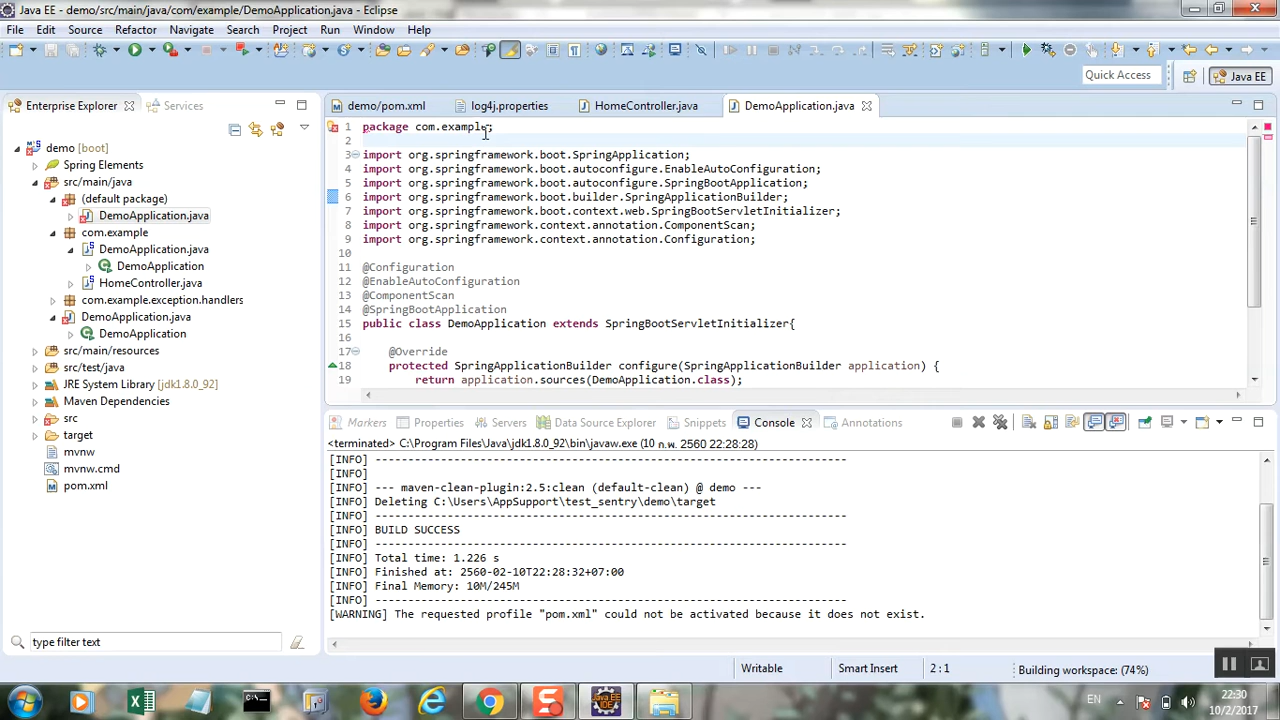 Java EE - demo/src/main/java/com/example/DemoApplication.java - Eclipse
File Edit Source Refactor Navigate Search Project Run Window Help
Quick Access Java EE
Enterprise Explorer Services
demo/pom.xml log4j.properties HomeController.java DemoApplication.java
demo [boot]
Spring Elements
src/main/java
(default package)
DemoApplication.java
com.example
DemoApplication.java
DemoApplication
HomeController.java
com.example.exception.handlers
DemoApplication.java
DemoApplication
src/main/resources
src/test/java
JRE System Library [jdk1.8.0_92]
Maven Dependencies
src
target
mvnw
mvnw.cmd
pom.xml
type filter text
1 package com.example;
2
3 import org.springframework.boot.SpringApplication;
4 import org.springframework.boot.autoconfigure.EnableAutoConfiguration;
5 import org.springframework.boot.autoconfigure.SpringBootApplication;
6 import org.springframework.boot.builder.SpringApplicationBuilder;
7 import org.springframework.boot.context.web.SpringBootServletInitializer;
8 import org.springframework.context.annotation.ComponentScan;
9 import org.springframework.context.annotation.Configuration;
10
11 @Configuration
12 @EnableAutoConfiguration
13 @ComponentScan
14 @SpringBootApplication
15 public class DemoApplication extends SpringBootServletInitializer{
16
17 @Override
18 protected SpringApplicationBuilder configure(SpringApplicationBuilder application) {
19 return application.sources(DemoApplication.class);
Markers Properties Servers Data Source Explorer Snippets Console Annotations
<terminated> C:\Program Files\Java\jdk1.8.0_92\bin\javaw.exe (10 ก.พ. 2560 22:28:28)
[INFO] ------------------------------------------------------------------------
[INFO]
[INFO] --- maven-clean-plugin:2.5:clean (default-clean) @ demo ---
[INFO] Deleting C:\Users\AppSupport\test_sentry\demo\target
[INFO] ------------------------------------------------------------------------
[INFO] BUILD SUCCESS
[INFO] ------------------------------------------------------------------------
[INFO] Total time: 1.226 s
[INFO] Finished at: 2560-02-10T22:28:32+07:00
[INFO] Final Memory: 10M/245M
[INFO] ------------------------------------------------------------------------
[WARNING] The requested profile "pom.xml" could not be activated because it does not exist.
Writable Smart Insert 2 : 1 Building workspace: (74%)
EN 22:30
10/2/2017